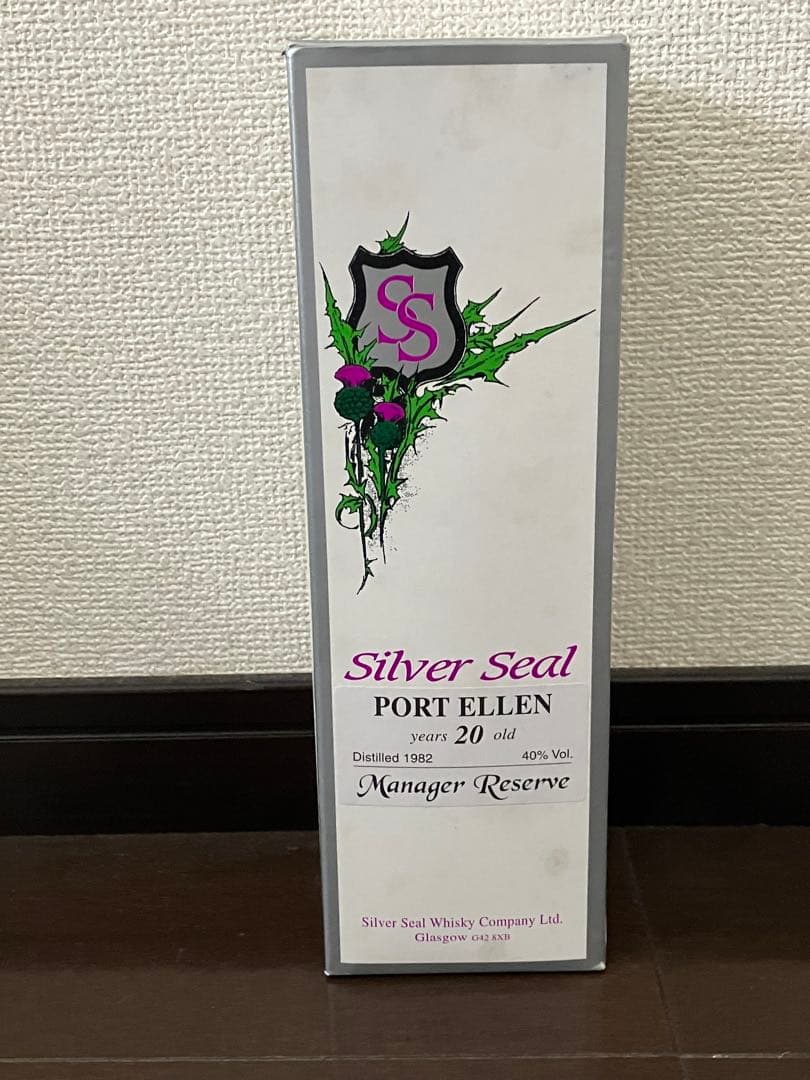 SS
Silver Seal
PORT ELLEN
years 20 old
Distilled 1982 40% Vol.
Manager Reserve
Silver Seal Whisky Company Ltd.
Glasgow G42 8XB